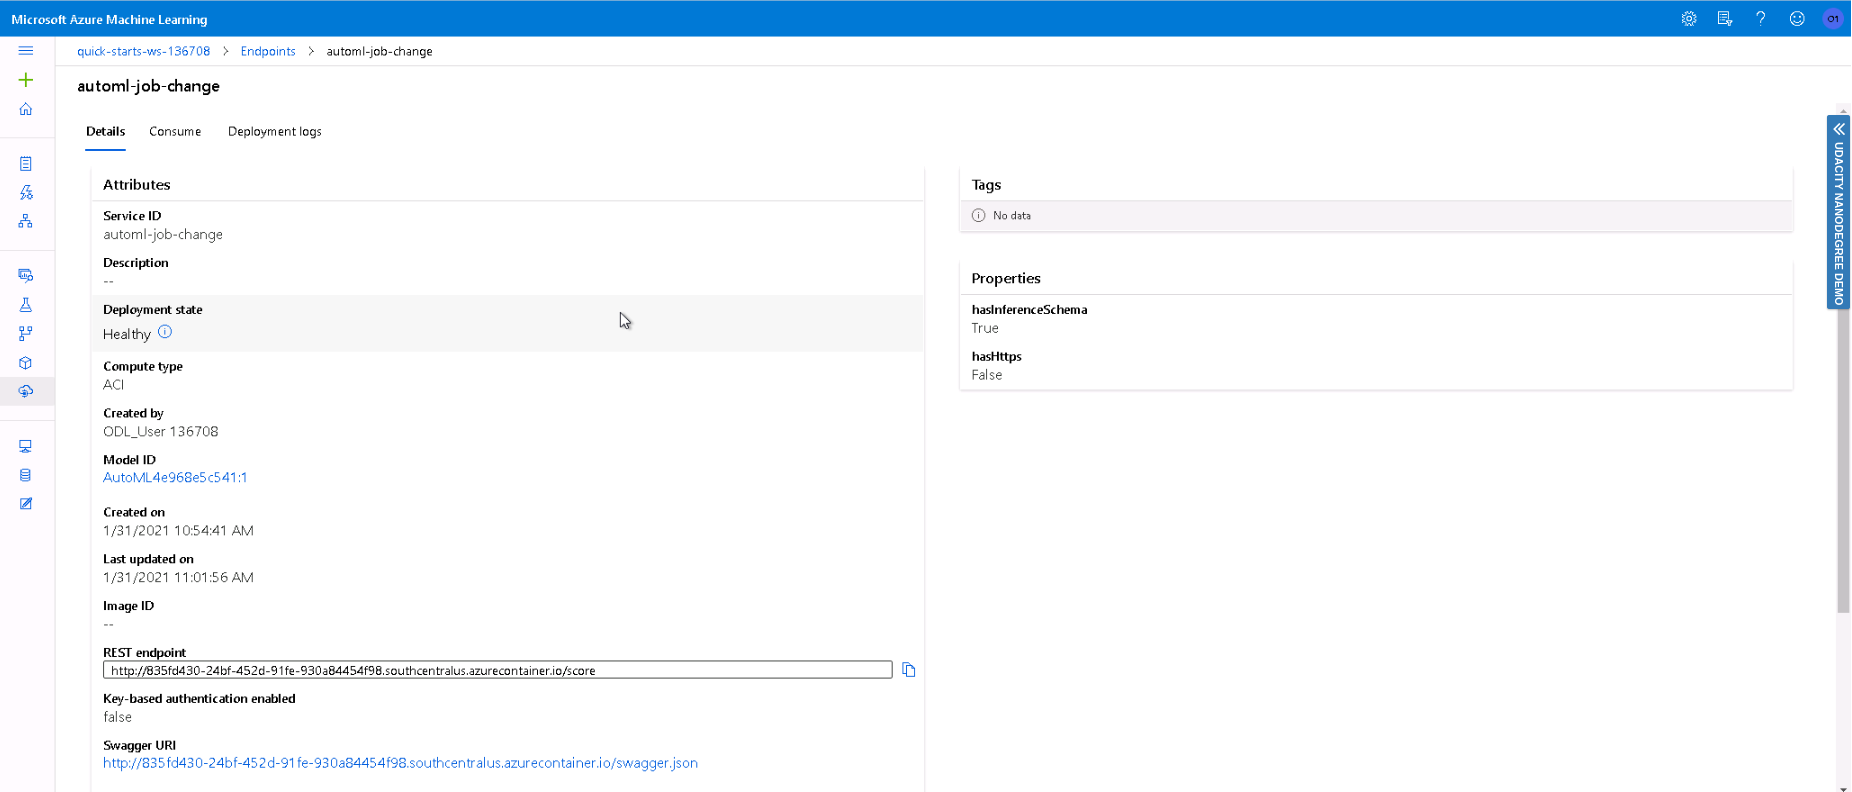 Microsoft Azure Machine Learning
?
O1
quick-starts-ws-136708 > Endpoints > automl-job-change
automl-job-change
Details Consume Deployment logs
Attributes
Service ID
automl-job-change
Description
--
Deployment state
Healthy
Compute type
ACI
Created by
ODL_User 136708
Model ID
AutoML4e968e5c541:1
Created on
1/31/2021 10:54:41 AM
Last updated on
1/31/2021 11:01:56 AM
Image ID
--
REST endpoint
http://835fd430-24bf-452d-91fe-930a84454f98.southcentralus.azurecontainer.io/score
Key-based authentication enabled
false
Swagger URI
http://835fd430-24bf-452d-91fe-930a84454f98.southcentralus.azurecontainer.io/swagger.json
Tags
No data
Properties
hasInferenceSchema
True
hasHttps
False
UDACITY NANODEGREE DEMO